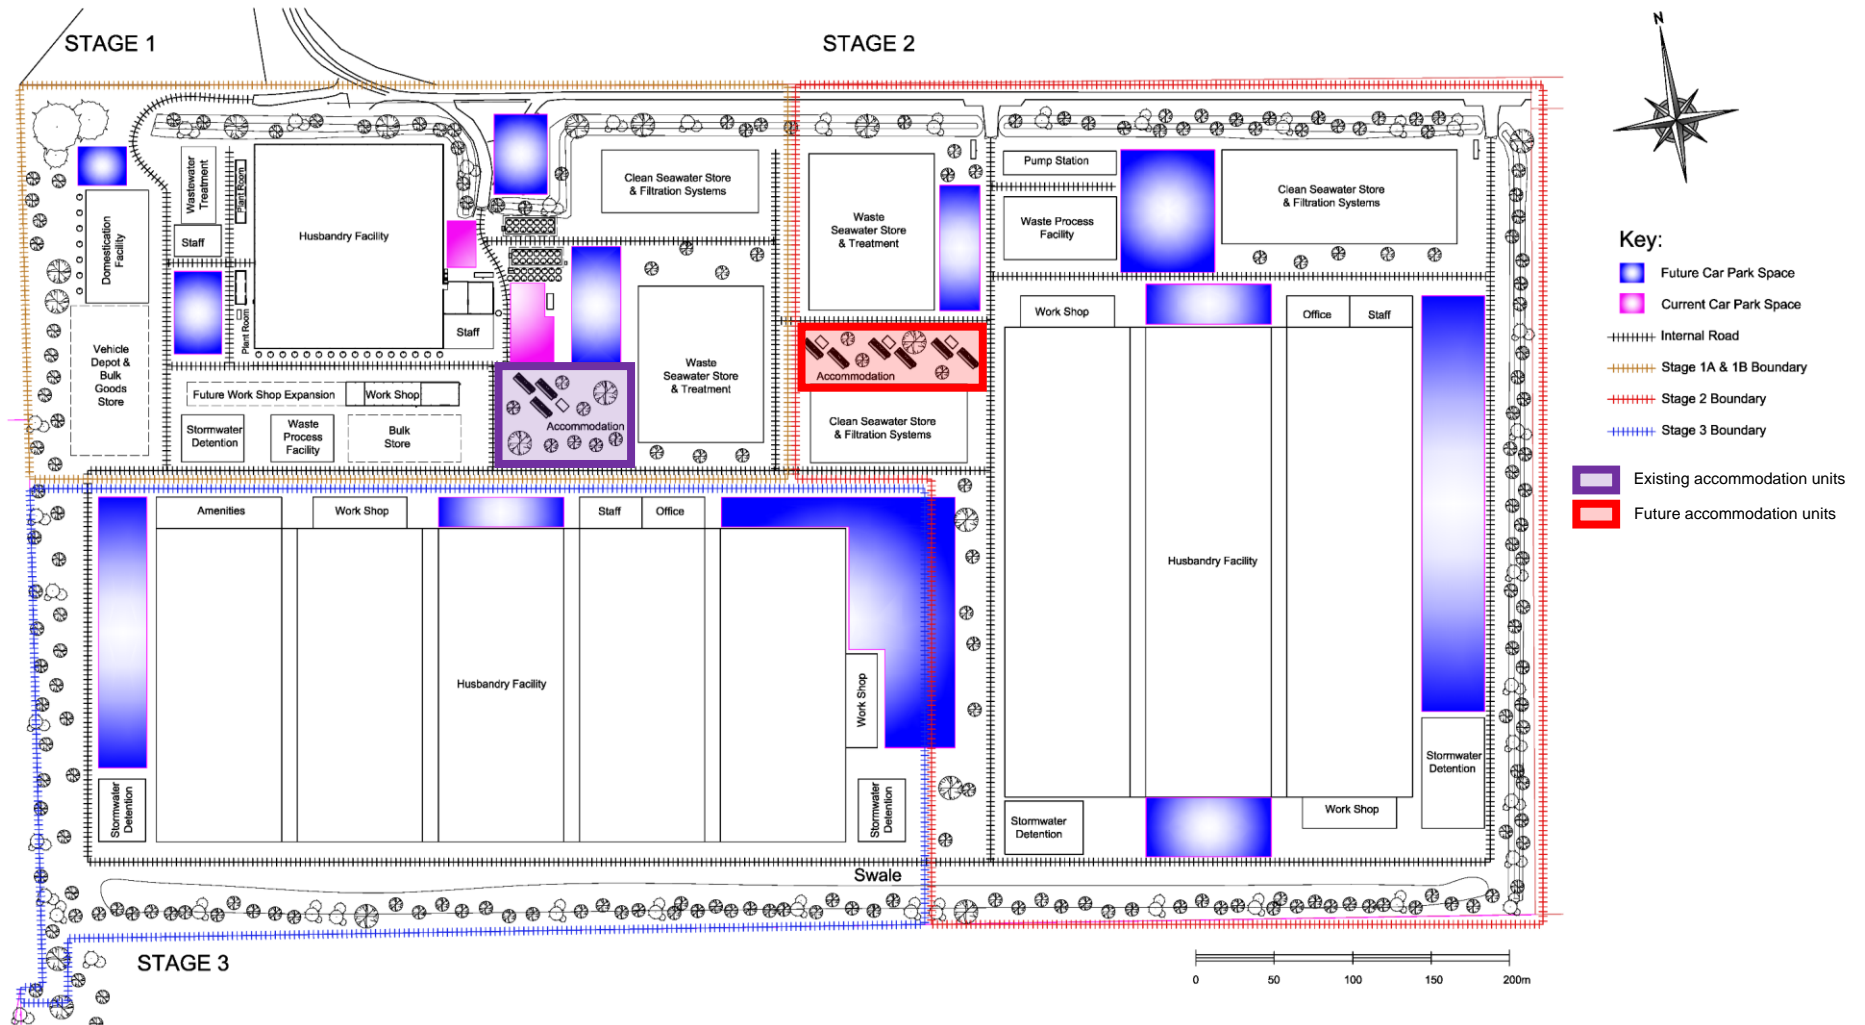 STAGE 1
STAGE 2
N
Wastewater
Treatment
Plant Room
Staff
Domestication
Facility
Husbandry Facility
Clean Seawater Store
& Filtration Systems
Waste
Seawater Store
& Treatment
Pump Station
Waste Process
Facility
Clean Seawater Store
& Filtration Systems
Plant Room
Staff
Vehicle
Depot &
Bulk
Goods
Store
Waste
Seawater Store
& Treatment
Accommodation
Clean Seawater Store
& Filtration Systems
Future Work Shop Expansion
Work Shop
Stormwater
Detention
Waste
Process
Facility
Bulk
Store
Accommodation
Work Shop
Office
Staff
Husbandry Facility
Stormwater
Detention
Work Shop
Stormwater
Detention
Amenities
Work Shop
Staff
Office
Husbandry Facility
Work Shop
Stormwater
Detention
Stormwater
Detention
Swale
STAGE 3
Key:
Future Car Park Space
Current Car Park Space
Internal Road
Stage 1A & 1B Boundary
Stage 2 Boundary
Stage 3 Boundary
Existing accommodation units
Future accommodation units
0 50 100 150 200m